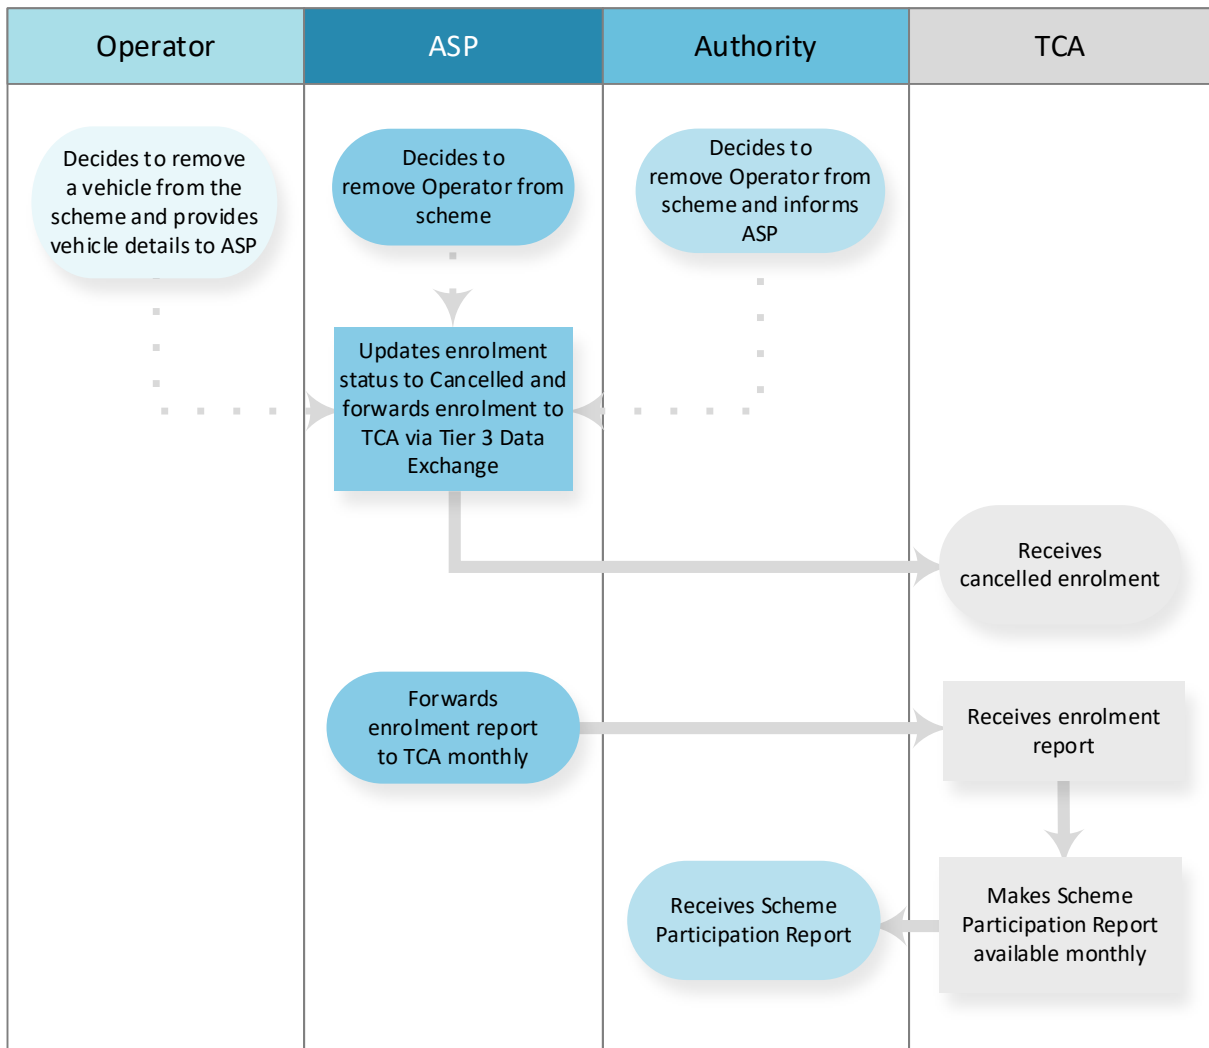 Operator
ASP
Authority
TCA
Decides to remove
a vehicle from the
scheme and provides
vehicle details to ASP
Decides to
remove Operator from
scheme
Decides to
remove Operator from
scheme and informs
ASP
Updates enrolment
status to Cancelled and
forwards enrolment to
TCA via Tier 3 Data
Exchange
Receives
cancelled enrolment
Forwards
enrolment report
to TCA monthly
Receives enrolment
report
Receives Scheme
Participation Report
Makes Scheme
Participation Report
available monthly